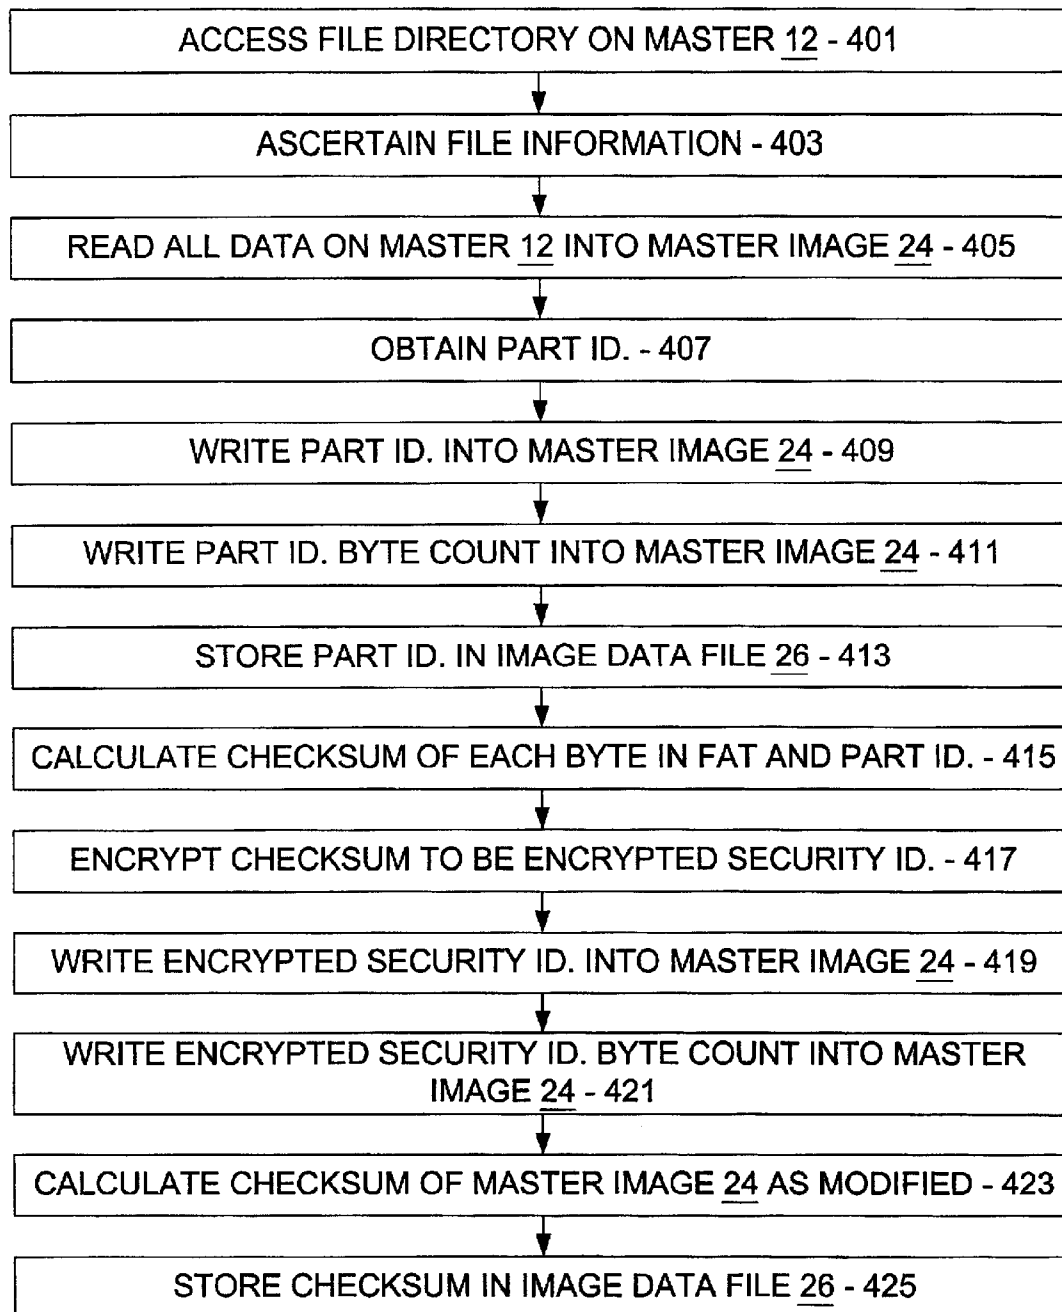 ACCESS FILE DIRECTORY ON MASTER 12 - 401
ASCERTAIN FILE INFORMATION - 403
READ ALL DATA ON MASTER 12 INTO MASTER IMAGE 24 - 405
OBTAIN PART ID. - 407
WRITE PART ID. INTO MASTER IMAGE 24 - 409
WRITE PART ID. BYTE COUNT INTO MASTER IMAGE 24 - 411
STORE PART ID. IN IMAGE DATA FILE 26 - 413
CALCULATE CHECKSUM OF EACH BYTE IN FAT AND PART ID. - 415
ENCRYPT CHECKSUM TO BE ENCRYPTED SECURITY ID. - 417
WRITE ENCRYPTED SECURITY ID. INTO MASTER IMAGE 24 - 419
WRITE ENCRYPTED SECURITY ID. BYTE COUNT INTO MASTER
IMAGE 24 - 421
CALCULATE CHECKSUM OF MASTER IMAGE 24 AS MODIFIED - 423
STORE CHECKSUM IN IMAGE DATA FILE 26 - 425